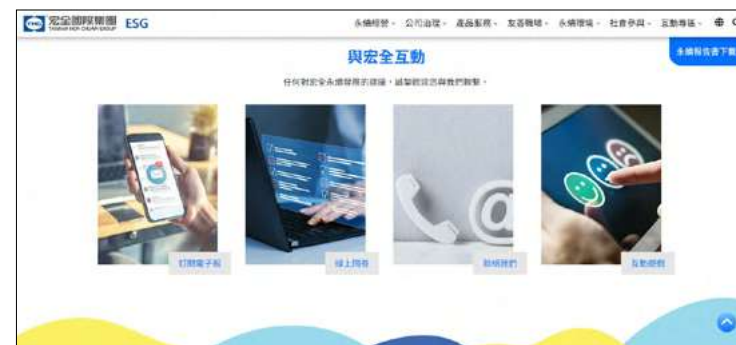 宏全國際集團 ESG
TAIWAN HON CHUAN GROUP
永續經營 公司治理 產品服務 友善職場 永續環境 社會參與 互動專區
永續報告書下載
與宏全互動
任何對宏全永續發展的建議,誠摯歡迎您與我們聯繫。
訂閱電子報
線上問卷
聯絡我們
互動遊戲